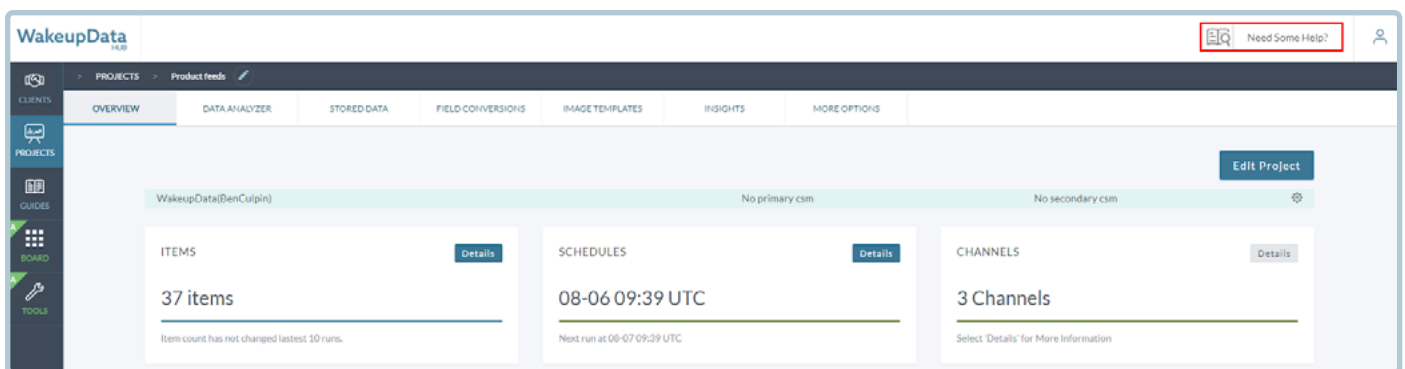 WakeupData
HUB
Need Some Help?
> PROJECTS > Product feeds
CLIENTS
PROJECTS
GUIDES
A
BOARD
A
TOOLS
OVERVIEW DATA ANALYZER STORED DATA FIELD CONVERSIONS IMAGE TEMPLATES INSIGHTS MORE OPTIONS
Edit Project
WakeupData(BenCulpin) No primary csm No secondary csm
ITEMS Details
37 items
Item count has not changed lastest 10 runs.
SCHEDULES Details
08-06 09:39 UTC
Next run at 08-07 09:39 UTC
CHANNELS Details
3 Channels
Select 'Details' for More Information